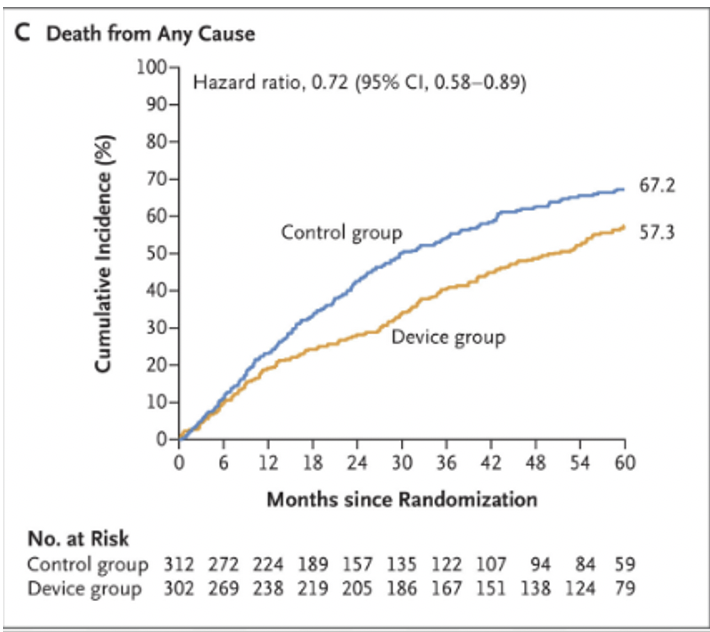 C Death from Any Cause
Hazard ratio, 0.72 (95% CI, 0.58–0.89)
Cumulative Incidence (%)
100
90
80
70
60
50
40
30
20
10
0
Control group
67.2
57.3
Device group
0 6 12 18 24 30 36 42 48 54 60
Months since Randomization
No. at Risk
Control group 312 272 224 189 157 135 122 107 94 84 59
Device group 302 269 238 219 205 186 167 151 138 124 79